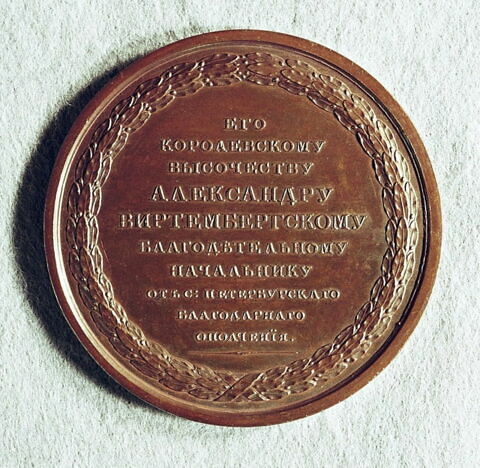 ЕГО
КОРОЛЕВСКОМУ
ВЫСОЧЕСТВУ
АЛЕКСАНДРУ
ВИРТЕМБЕРГСКОМУ
БЛАГОДѢТЕЛЬНОМУ
НАЧАЛЬНИКУ
ОТЪ С: ПЕТЕРБУРГСКАГО
БЛАГОДАРНАГО
ОПОЛЧЕНІЯ.